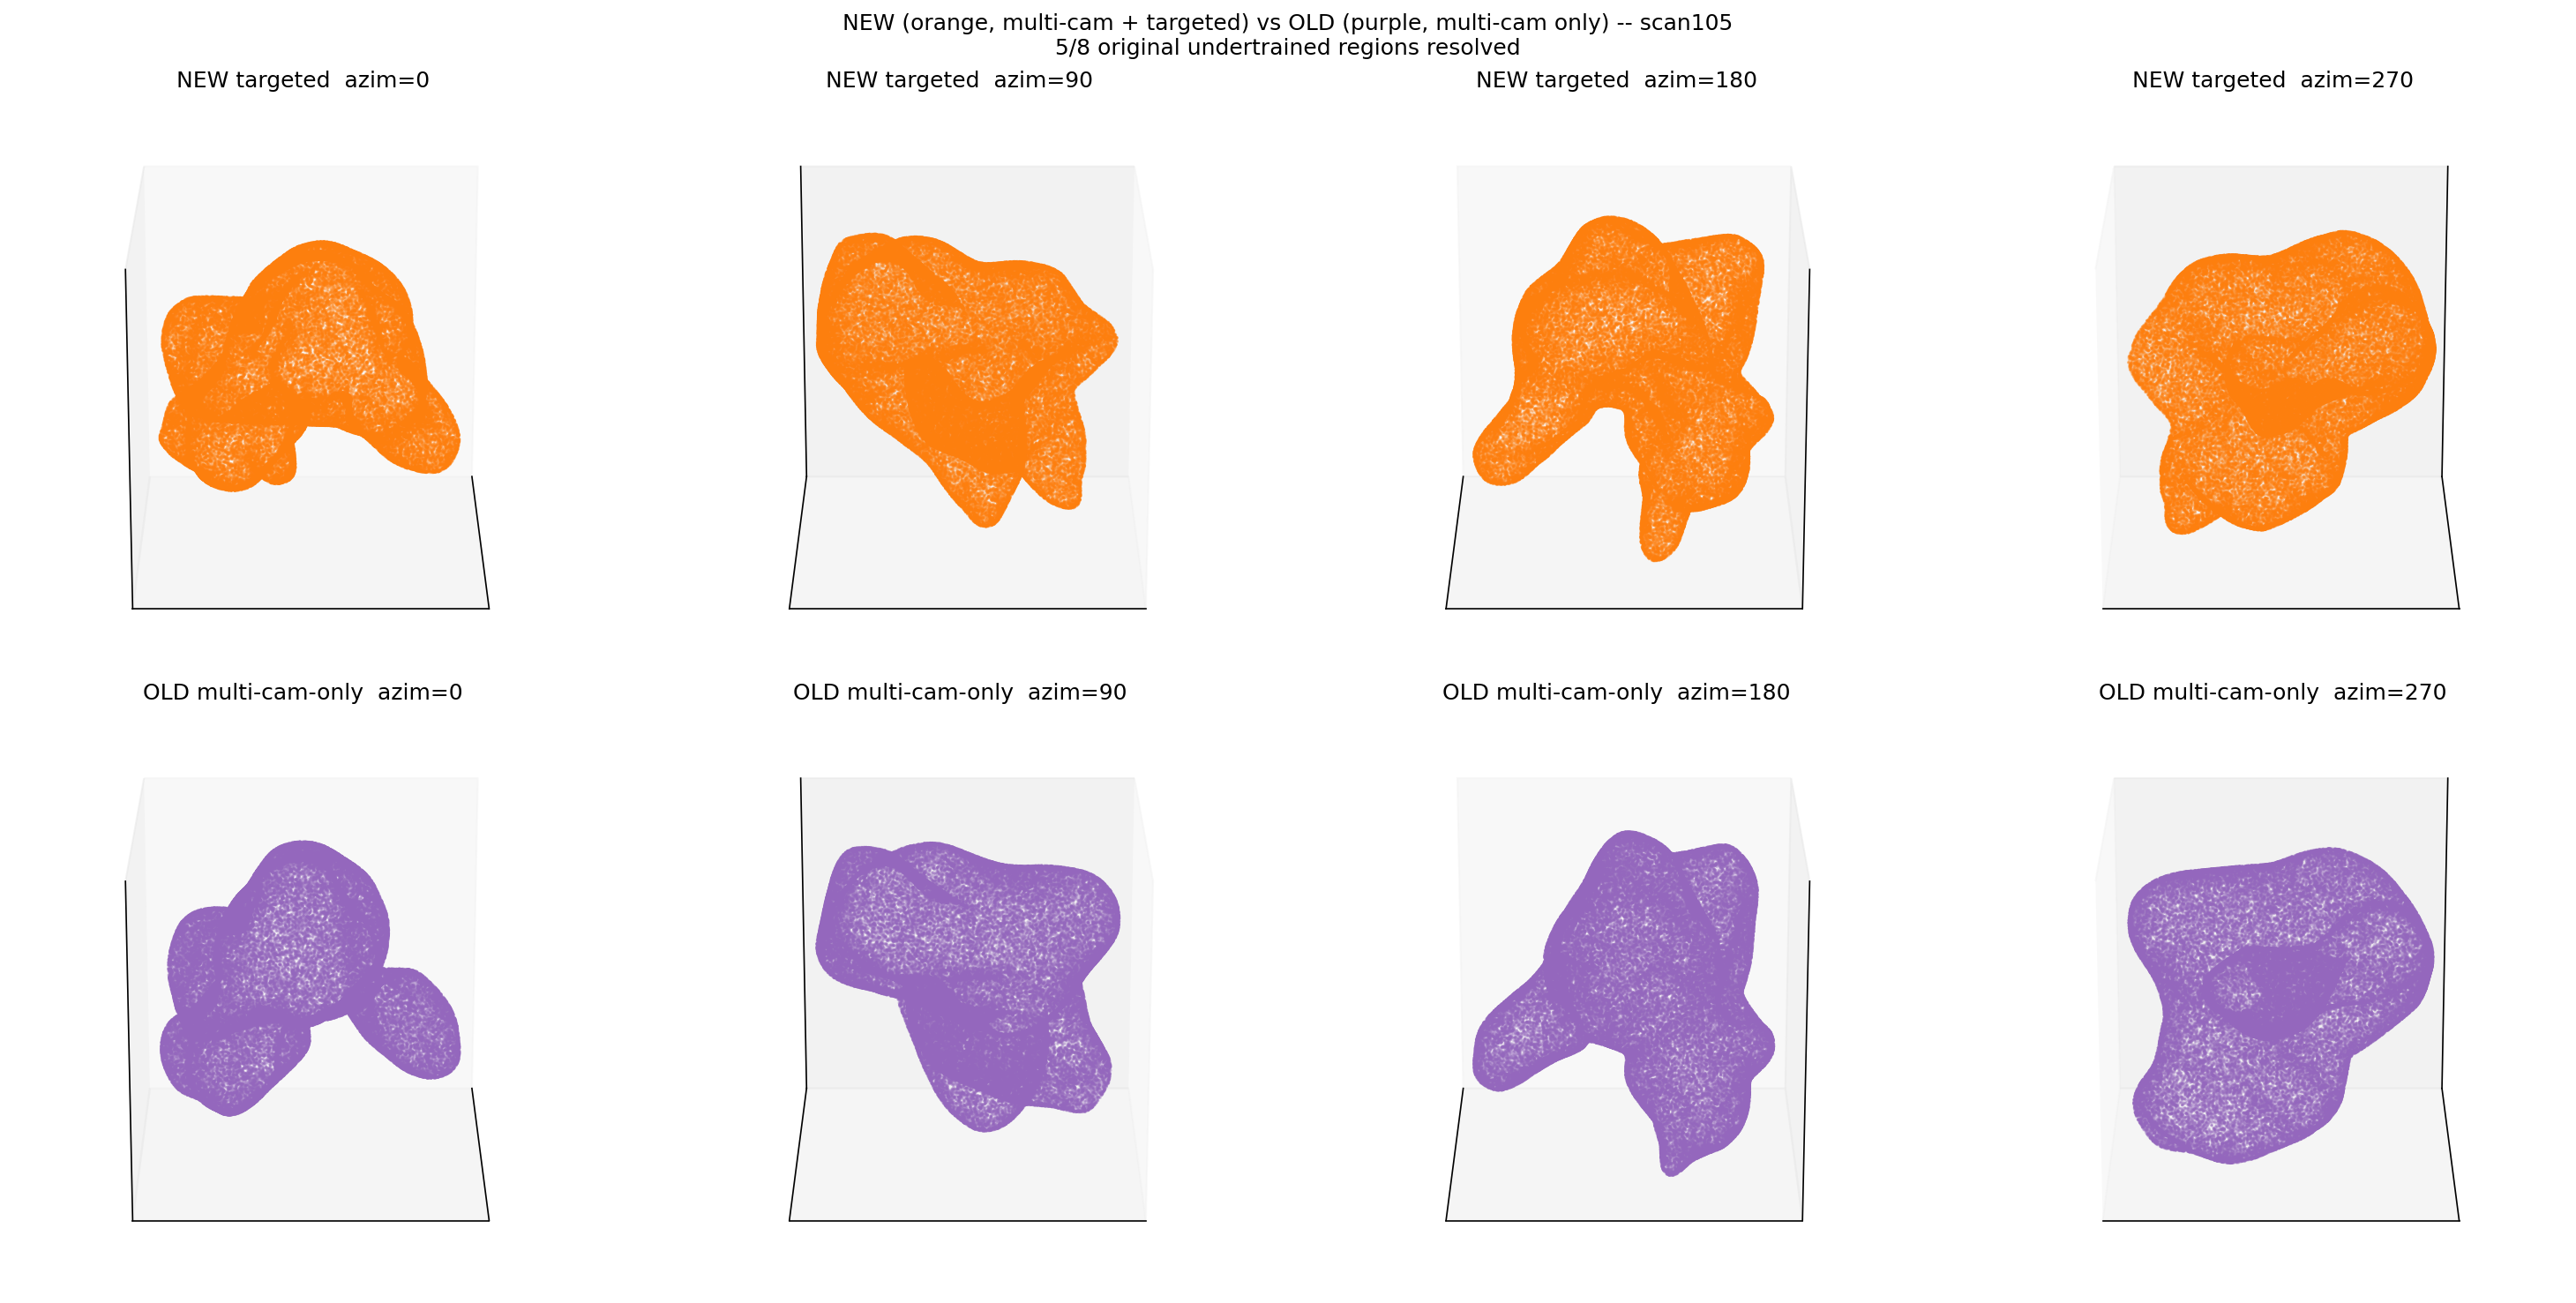 NEW (orange, multi-cam + targeted) vs OLD (purple, multi-cam only) -- scan105
5/8 original undertrained regions resolved
NEW targeted  azim=0
NEW targeted  azim=90
NEW targeted  azim=180
NEW targeted  azim=270
OLD multi-cam-only  azim=0
OLD multi-cam-only  azim=90
OLD multi-cam-only  azim=180
OLD multi-cam-only  azim=270